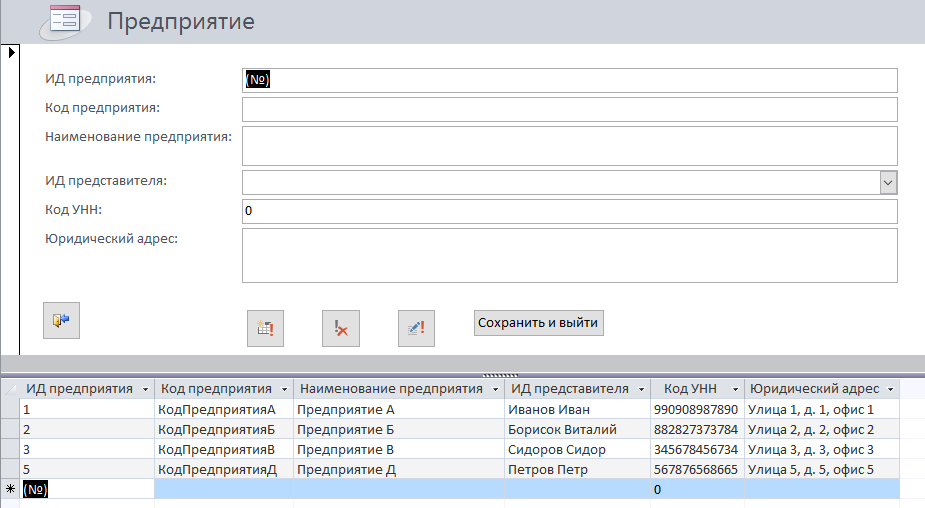 Предприятие
ИД предприятия: (№)
Код предприятия:
Наименование предприятия:
ИД представителя:
Код УНН: 0
Юридический адрес:
Сохранить и выйти
ИД предприятия Код предприятия Наименование предприятия ИД представителя Код УНН Юридический адрес
1 КодПредприятияА Предприятие А Иванов Иван 990908987890 Улица 1, д. 1, офис 1
2 КодПредприятияБ Предприятие Б Борисок Виталий 882827373784 Улица 2, д. 2, офис 2
3 КодПредприятияВ Предприятие В Сидоров Сидор 345678456734 Улица 3, д. 3, офис 3
5 КодПредприятияД Предприятие Д Петров Петр 567876568665 Улица 5, д. 5, офис 5
(№) 0